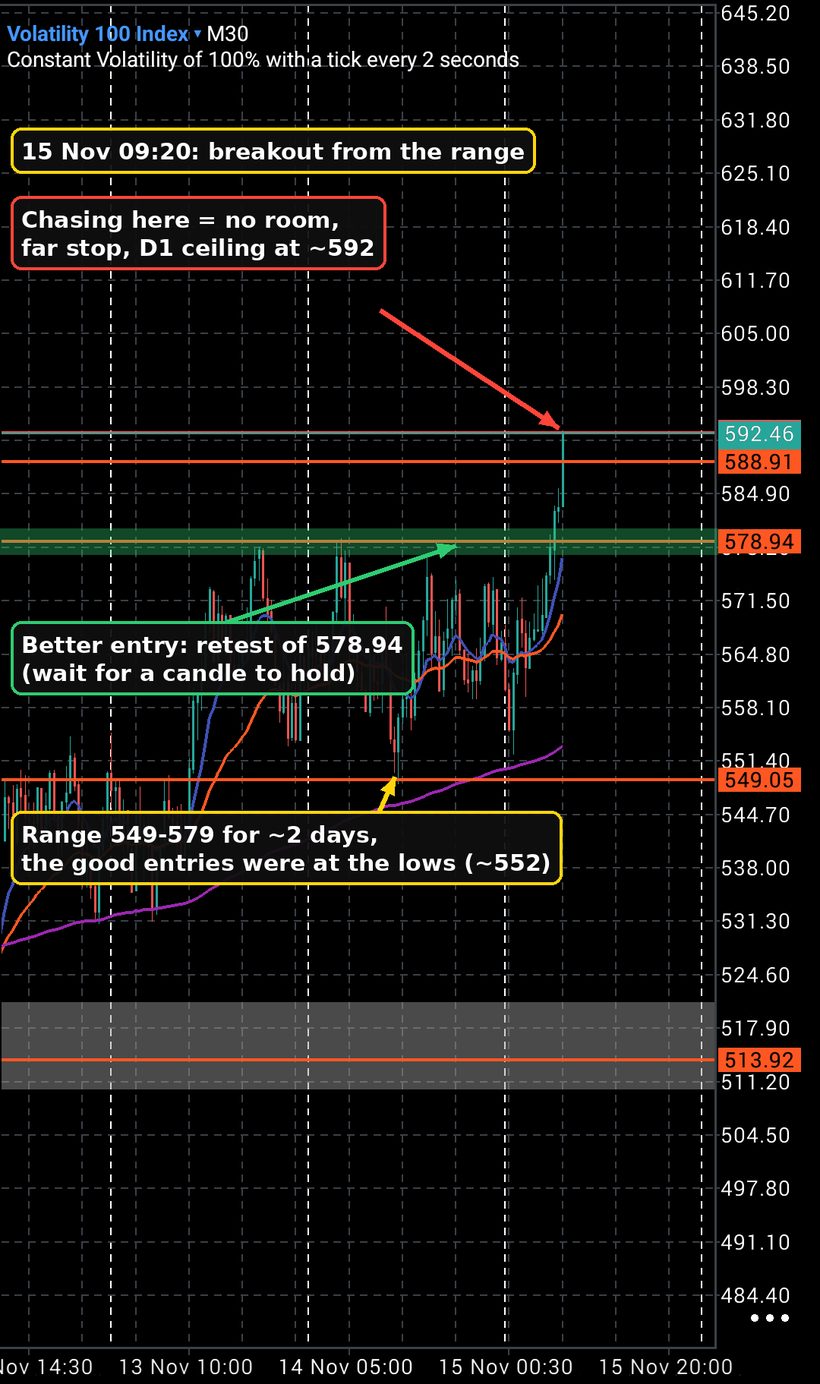 645.20
Volatility 100 Index ▾ M30
Constant Volatility of 100% with a tick every 2 seconds
638.50
631.80
15 Nov 09:20: breakout from the range
625.10
Chasing here = no room,
618.40
far stop, D1 ceiling at ~592
611.70
605.00
598.30
592.46
588.91
584.90
578.94
571.50
Better entry: retest of 578.94
664.80
(wait for a candle to hold)
558.10
551.40
549.05
544.70
Range 549-579 for ~2 days,
the good entries were at the lows (~552)
538.00
531.30
524.60
517.90
513.92
511.20
504.50
497.80
491.10
484.40
Nov 14:30
13 Nov 10:00
14 Nov 05:00
15 Nov 00:30
15 Nov 20:00